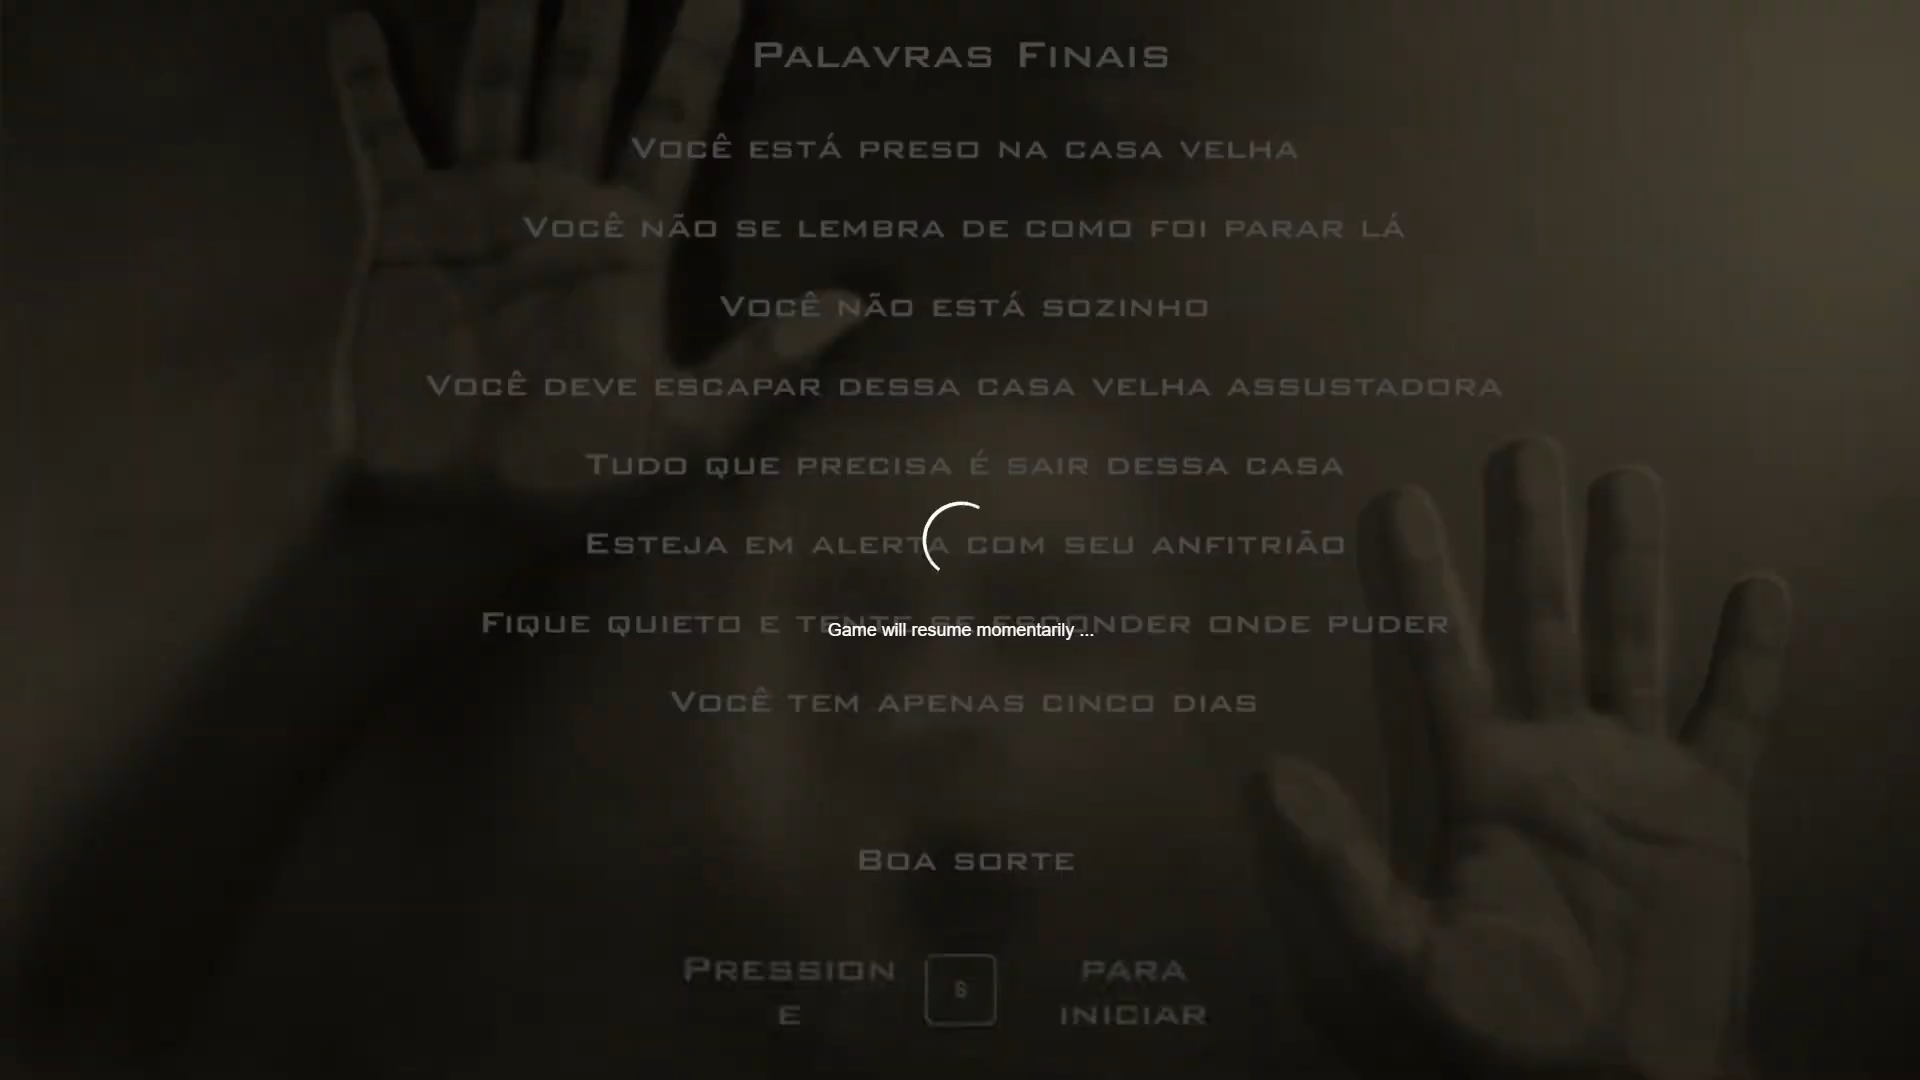 Palavras Finais
Você está preso na casa velha
Você não se lembra de como foi parar lá
Você não está sozinho
Você deve escapar dessa casa velha assustadora
Tudo que precisa é sair dessa casa
Esteja em alerta com seu anfitrião
Fique quieto e tente se esconder onde puder
Game will resume momentarily ...
Você tem apenas cinco dias
Boa sorte
Pression
e
S
para
iniciar